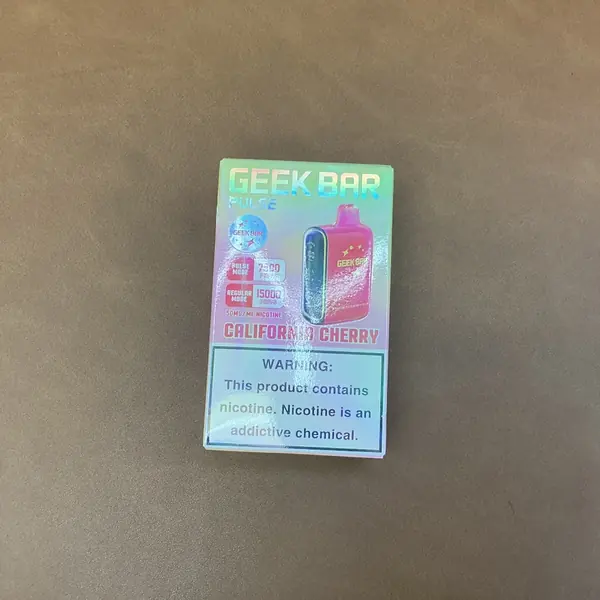 GEEK BAR
PULSE
GEEK BAR
PULSE MODE 7500
REGULAR MODE 15000
50MG/ML NICOTINE
GEEK BAR
CALIFORNIA CHERRY
WARNING:
This product contains
nicotine. Nicotine is an
addictive chemical.